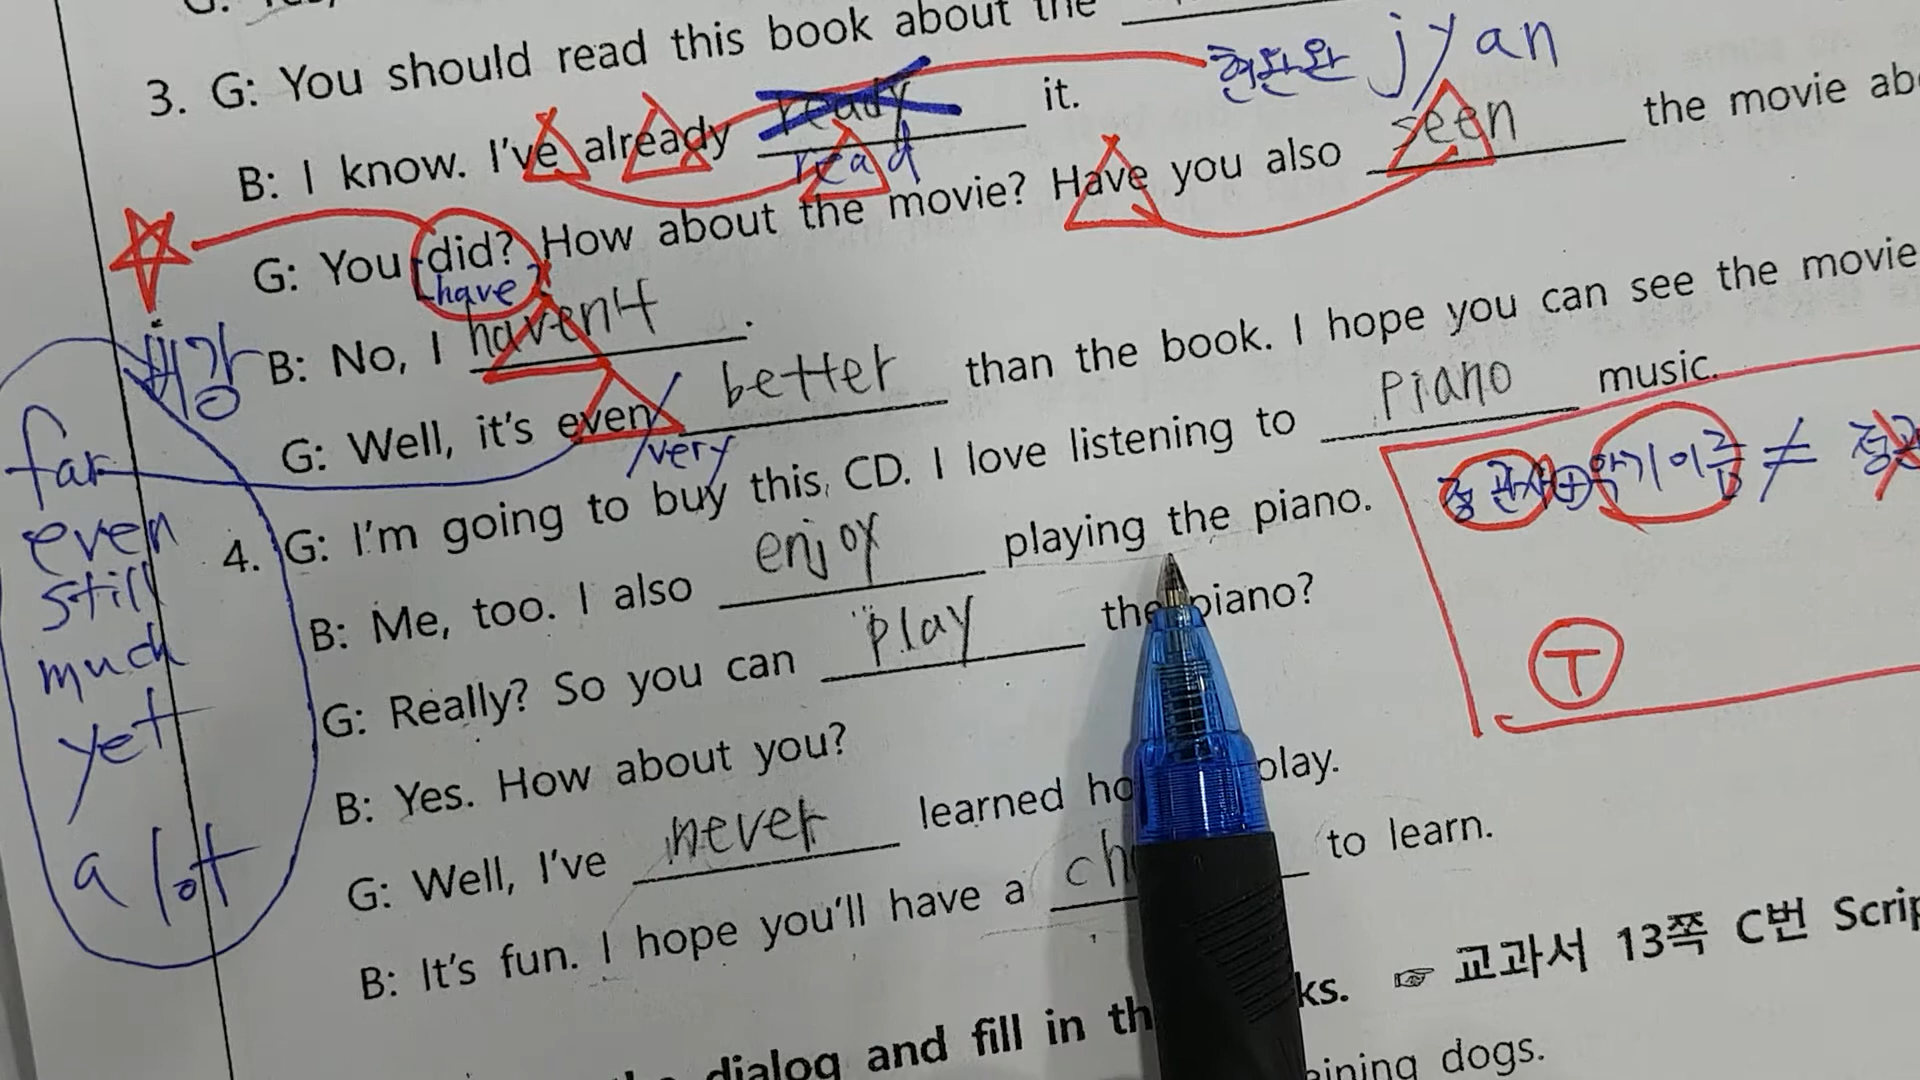 3. G: You should read this book about the
현완완 jyan
B: I know. I've already ready it.
read
G: You did? How about the movie? Have you also seen the movie abo
have?
B: No, I haven't.
비강
G: Well, it's even better than the book. I hope you can see the movie
/very
4. G: I'm going to buy this CD. I love listening to piano music.
B: Me, too. I also enjoy playing the piano.
G: Really? So you can play the piano?
B: Yes. How about you?
G: Well, I've never learned ho play.
B: It's fun. I hope you'll have a ch to learn.
far
even
still
much
yet
a lot
≠
T
dialog and fill in th ks. ☞ 교과서 13쪽 C번 Scrip
aining dogs.